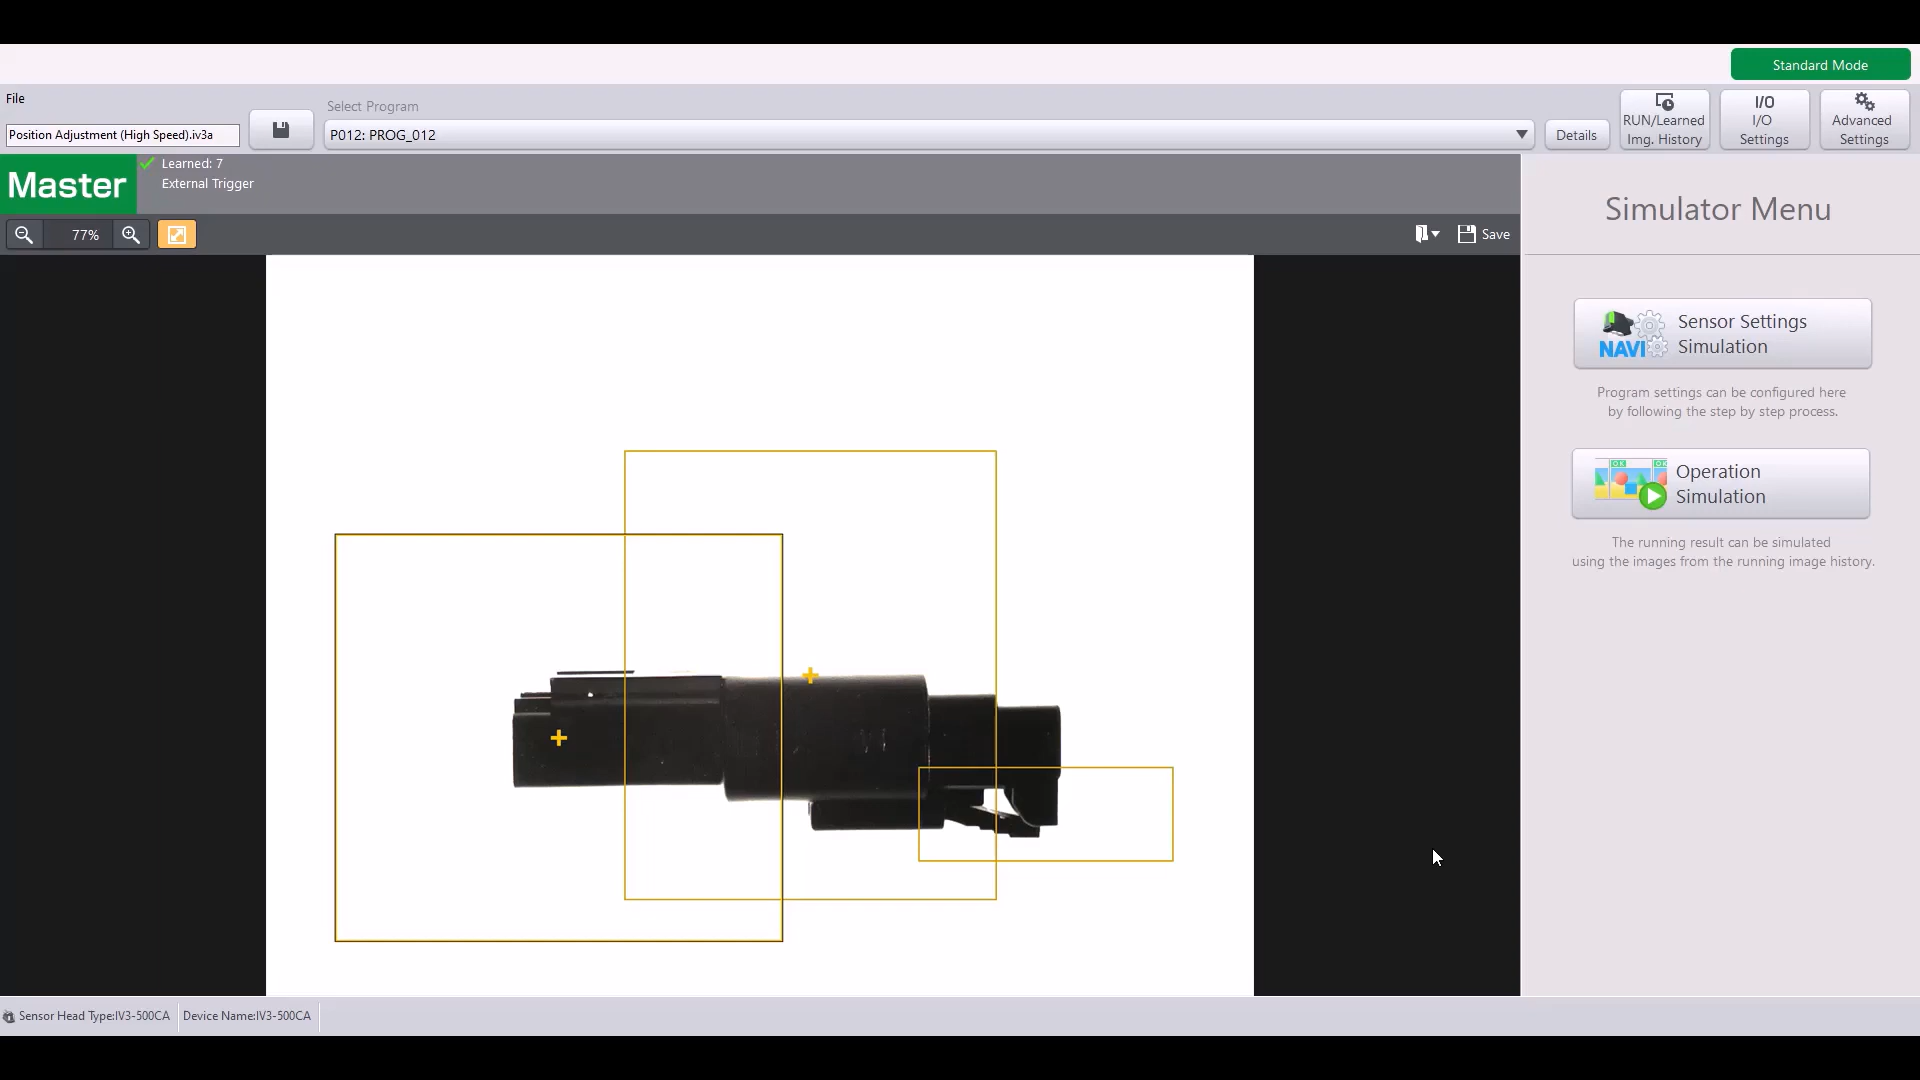 Standard Mode
File
Select Program
Position Adjustment (High Speed).iv3a
P012: PROG_012
Details
RUN/Learned
Img. History
I/O
I/O
Settings
Advanced
Settings
Master
Learned: 7
External Trigger
77%
Save
Simulator Menu
NAVI
Sensor Settings
Simulation
Program settings can be configured here
by following the step by step process.
OK
OK
Operation
Simulation
The running result can be simulated
using the images from the running image history.
Sensor Head Type:IV3-500CA
Device Name:IV3-500CA